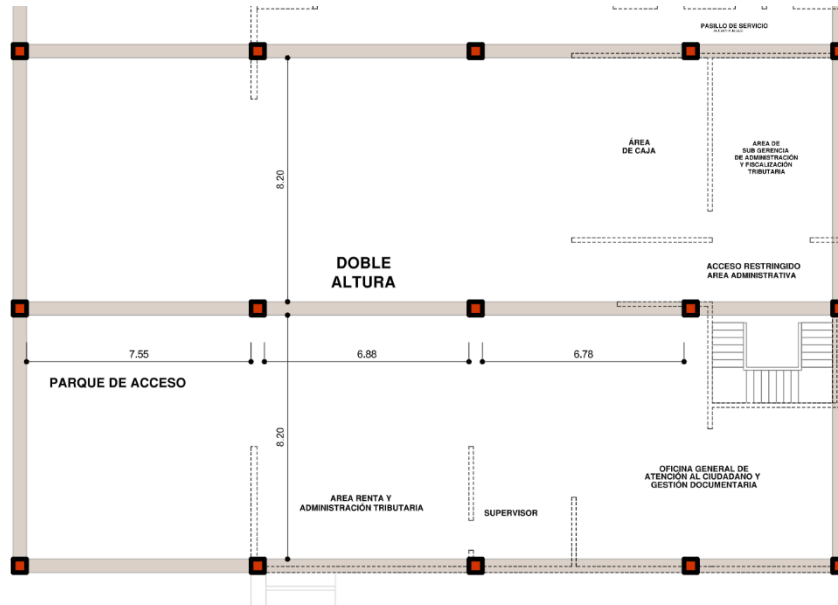 PASILLO DE SERVICIO
ÁREA
DE CAJA
AREA DE
SUB GERENCIA
DE ADMINISTRACIÓN
Y FISCALIZACIÓN
TRIBUTARIA
8.20
DOBLE
ALTURA
ACCESO RESTRINGIDO
AREA ADMINISTRATIVA
7.55
6.88
6.78
PARQUE DE ACCESO
8.20
OFICINA GENERAL DE
ATENCIÓN AL CIUDADANO Y
GESTIÓN DOCUMENTARIA
AREA RENTA Y
ADMINISTRACIÓN TRIBUTARIA
SUPERVISOR